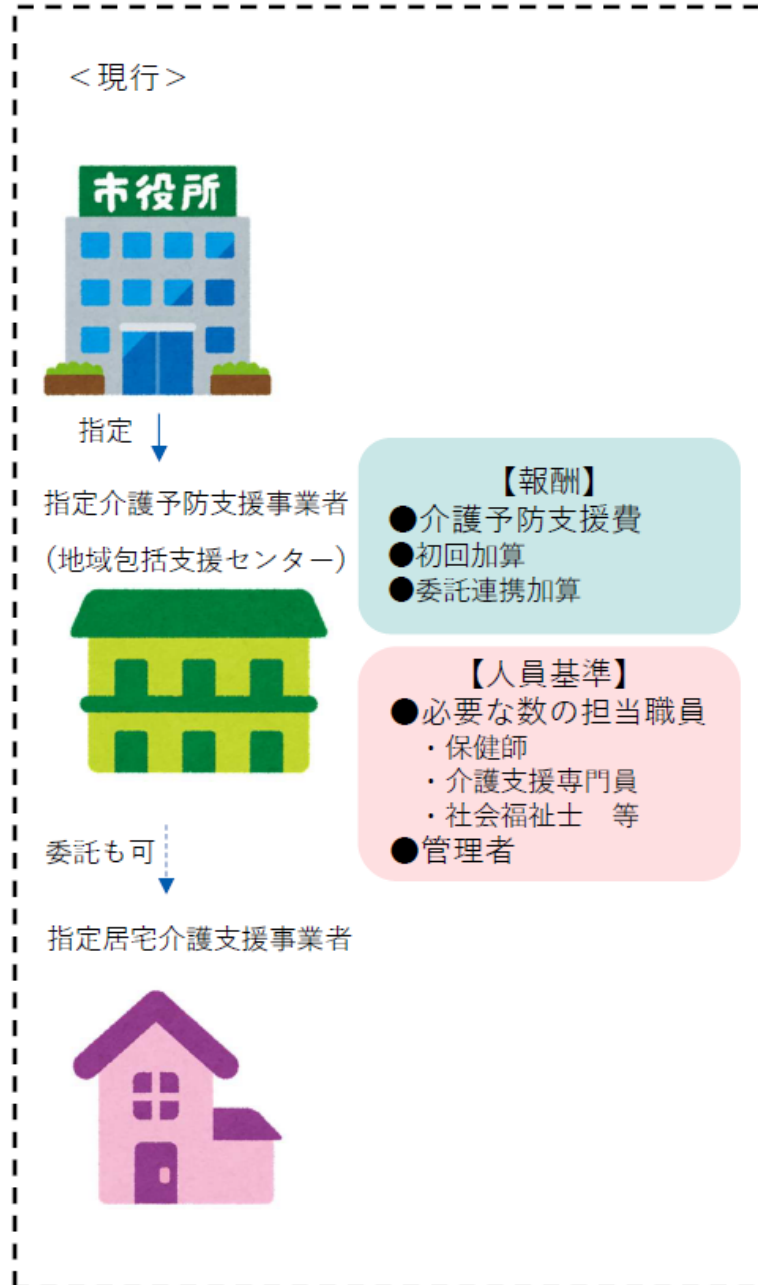 ＜現行＞
市役所
指定
指定介護予防支援事業者
（地域包括支援センター）
【報酬】
●介護予防支援費
●初回加算
●委託連携加算
【人員基準】
●必要な数の担当職員
・保健師
・介護支援専門員
・社会福祉士　等
●管理者
委託も可
指定居宅介護支援事業者